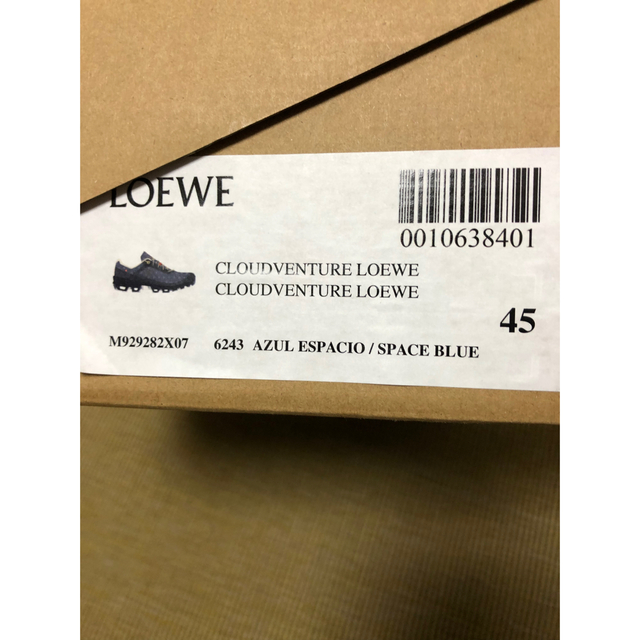 LOEWE
0010638401
CLOUDVENTURE LOEWE
CLOUDVENTURE LOEWE
45
M929282X07 6243 AZUL ESPACIO / SPACE BLUE